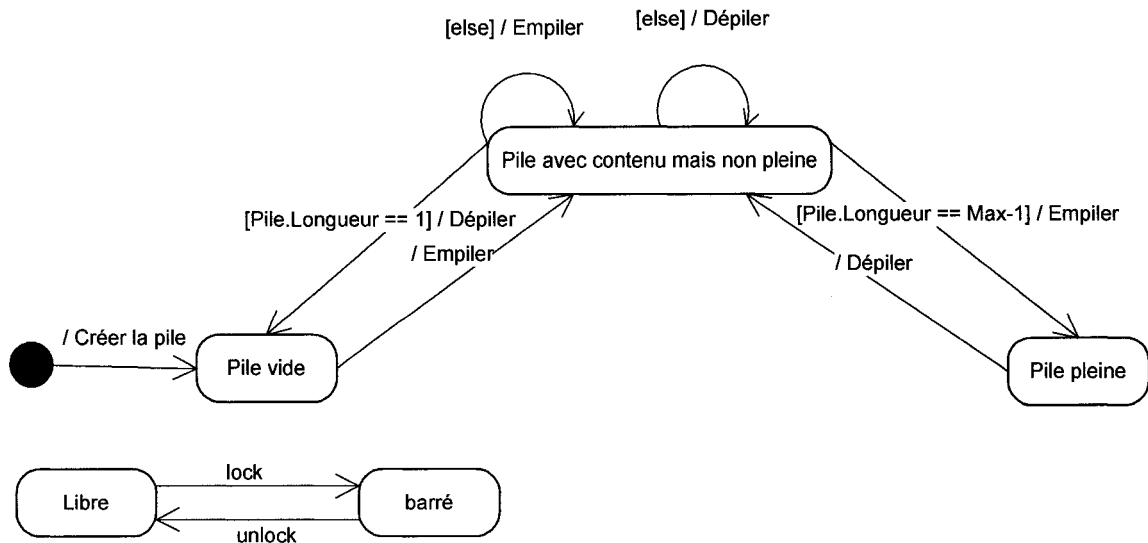 [else] / Empiler
[else] / Dépiler
Pile avec contenu mais non pleine
[Pile.Longueur == 1] / Dépiler
[Pile.Longueur == Max-1] / Empiler
/ Empiler
/ Dépiler
/ Créer la pile
Pile vide
Pile pleine
lock
Libre
barré
unlock